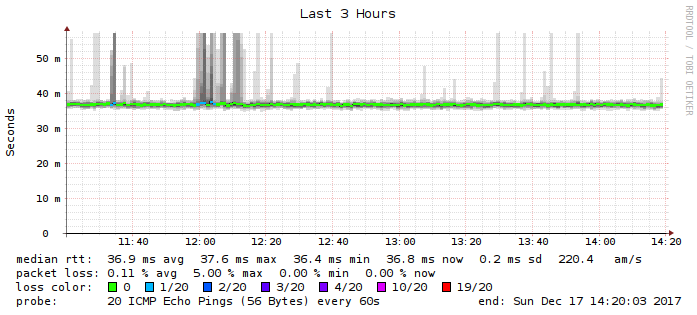 Last 3 Hours
RRDTOOL / TOBI OETIKER
Seconds
50 m
40 m
30 m
20 m
10 m
0
11:40 12:00 12:20 12:40 13:00 13:20 13:40 14:00 14:20
median rtt: 36.9 ms avg 37.6 ms max 36.4 ms min 36.8 ms now 0.2 ms sd 220.4 am/s
packet loss: 0.11 % avg 5.00 % max 0.00 % min 0.00 % now
loss color: 0 1/20 2/20 3/20 4/20 10/20 19/20
probe: 20 ICMP Echo Pings (56 Bytes) every 60s end: Sun Dec 17 14:20:03 2017